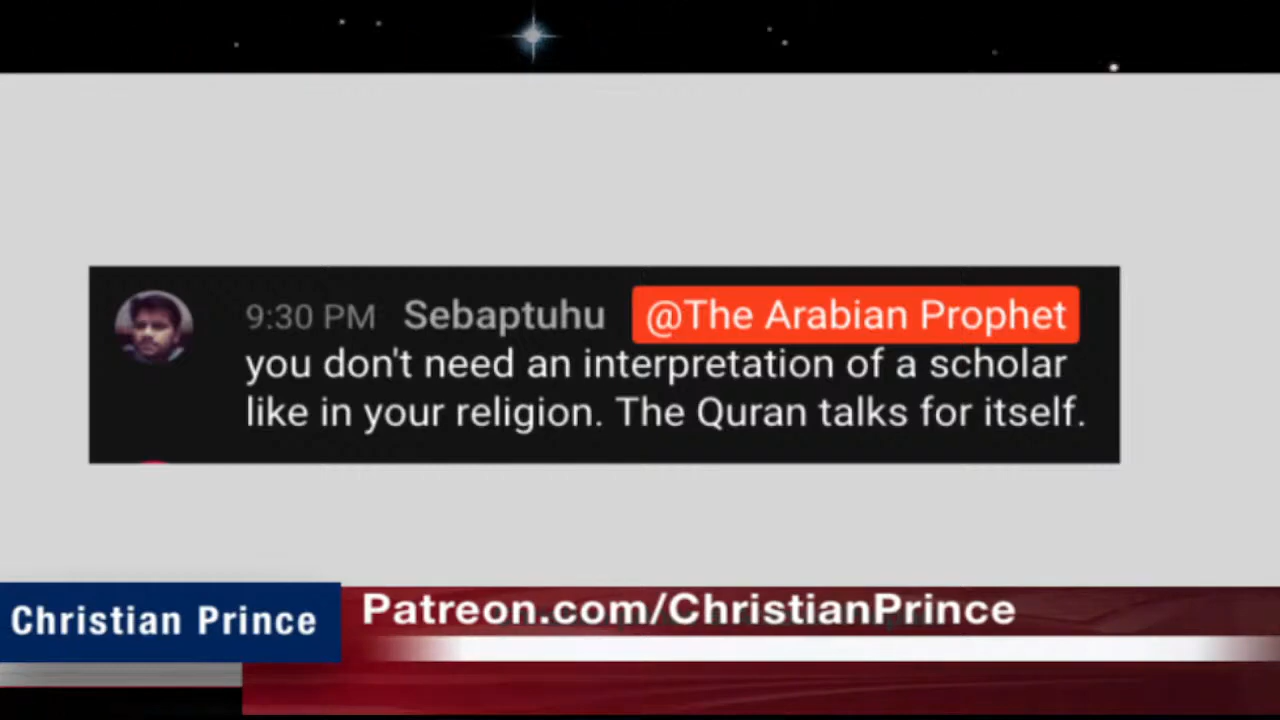 9:30 PM Sebaptuhu @The Arabian Prophet
you don't need an interpretation of a scholar
like in your religion. The Quran talks for itself.
Christian Prince
Patreon.com/ChristianPrince